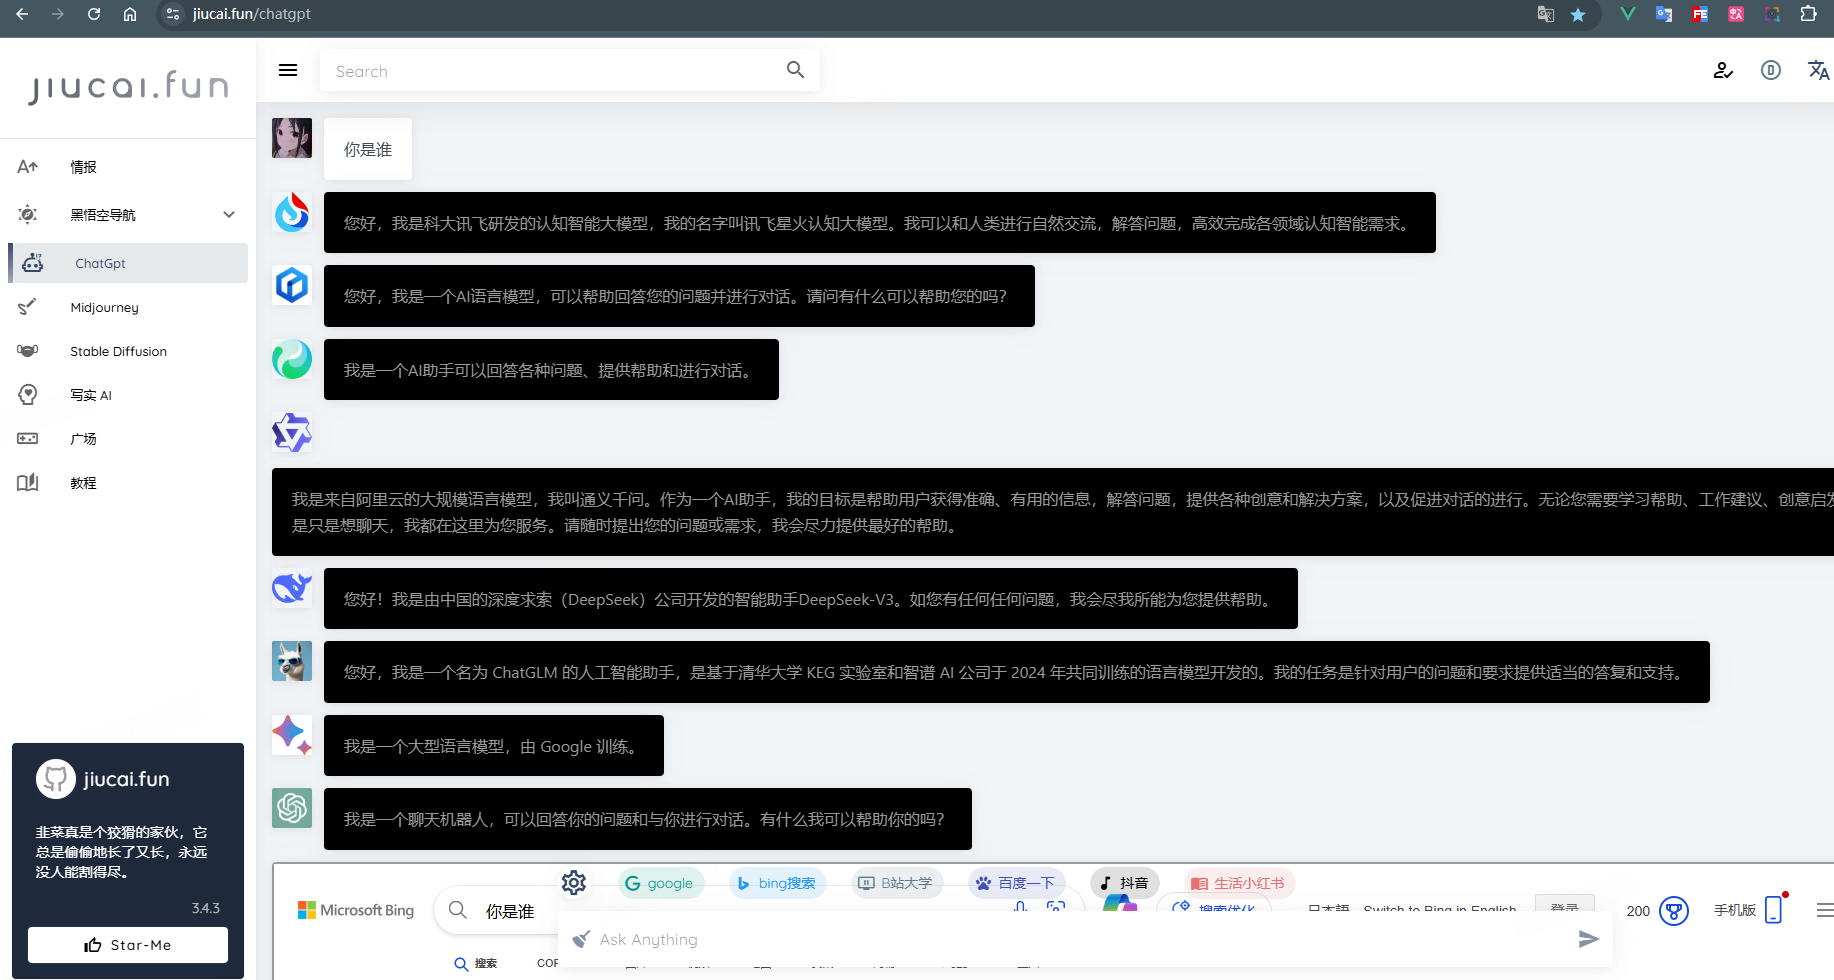 jiucai.fun/chatgpt
jiucai.fun
Search
情报
黑悟空导航
ChatGpt
Midjourney
Stable Diffusion
写实 AI
广场
教程
你是谁
您好，我是科大讯飞研发的认知智能大模型，我的名字叫讯飞星火认知大模型。我可以和人类进行自然交流，解答问题，高效完成各领域认知智能需求。
您好，我是一个AI语言模型，可以帮助回答您的问题并进行对话。请问有什么可以帮助您的吗？
我是一个AI助手可以回答各种问题、提供帮助和进行对话。
我是来自阿里云的大规模语言模型，我叫通义千问。作为一个AI助手，我的目标是帮助用户获得准确、有用的信息，解答问题，提供各种创意和解决方案，以及促进对话的进行。无论您需要学习帮助、工作建议、创意启发
是只是想聊天，我都在这里为您服务。请随时提出您的问题或需求，我会尽力提供最好的帮助。
您好！我是由中国的深度求索（DeepSeek）公司开发的智能助手DeepSeek-V3。如您有任何任何问题，我会尽我所能为您提供帮助。
您好，我是一个名为 ChatGLM 的人工智能助手，是基于清华大学 KEG 实验室和智谱 AI 公司于 2024 年共同训练的语言模型开发的。我的任务是针对用户的问题和要求提供适当的答复和支持。
我是一个大型语言模型，由 Google 训练。
我是一个聊天机器人，可以回答你的问题和与你进行对话。有什么我可以帮助你的吗？
jiucai.fun
韭菜真是个狡猾的家伙，它
总是偷偷地长了又长，永远
没人能割得尽。
3.4.3
Star-Me
google
bing搜索
B站大学
百度一下
抖音
生活小红书
Microsoft Bing
你是谁
搜索优化
日本語
Switch to Bing in English
登录
200
手机版
Ask Anything
搜索
COP